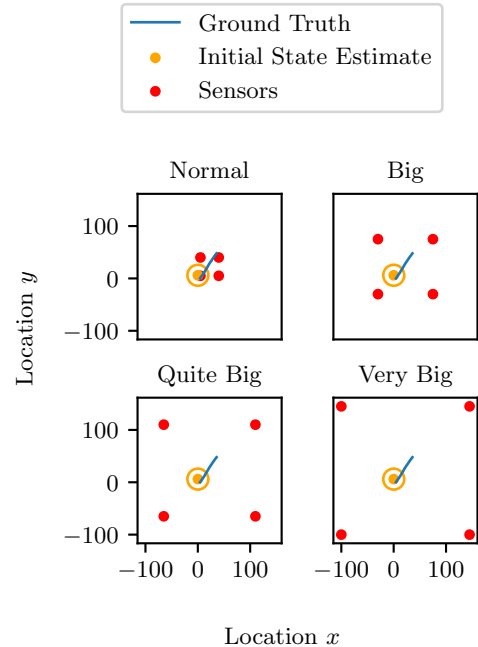 Ground Truth
Initial State Estimate
Sensors
Normal
Big
100
0
−100
Location y
Quite Big
Very Big
100
0
−100
−100 0 100
−100 0 100
Location x